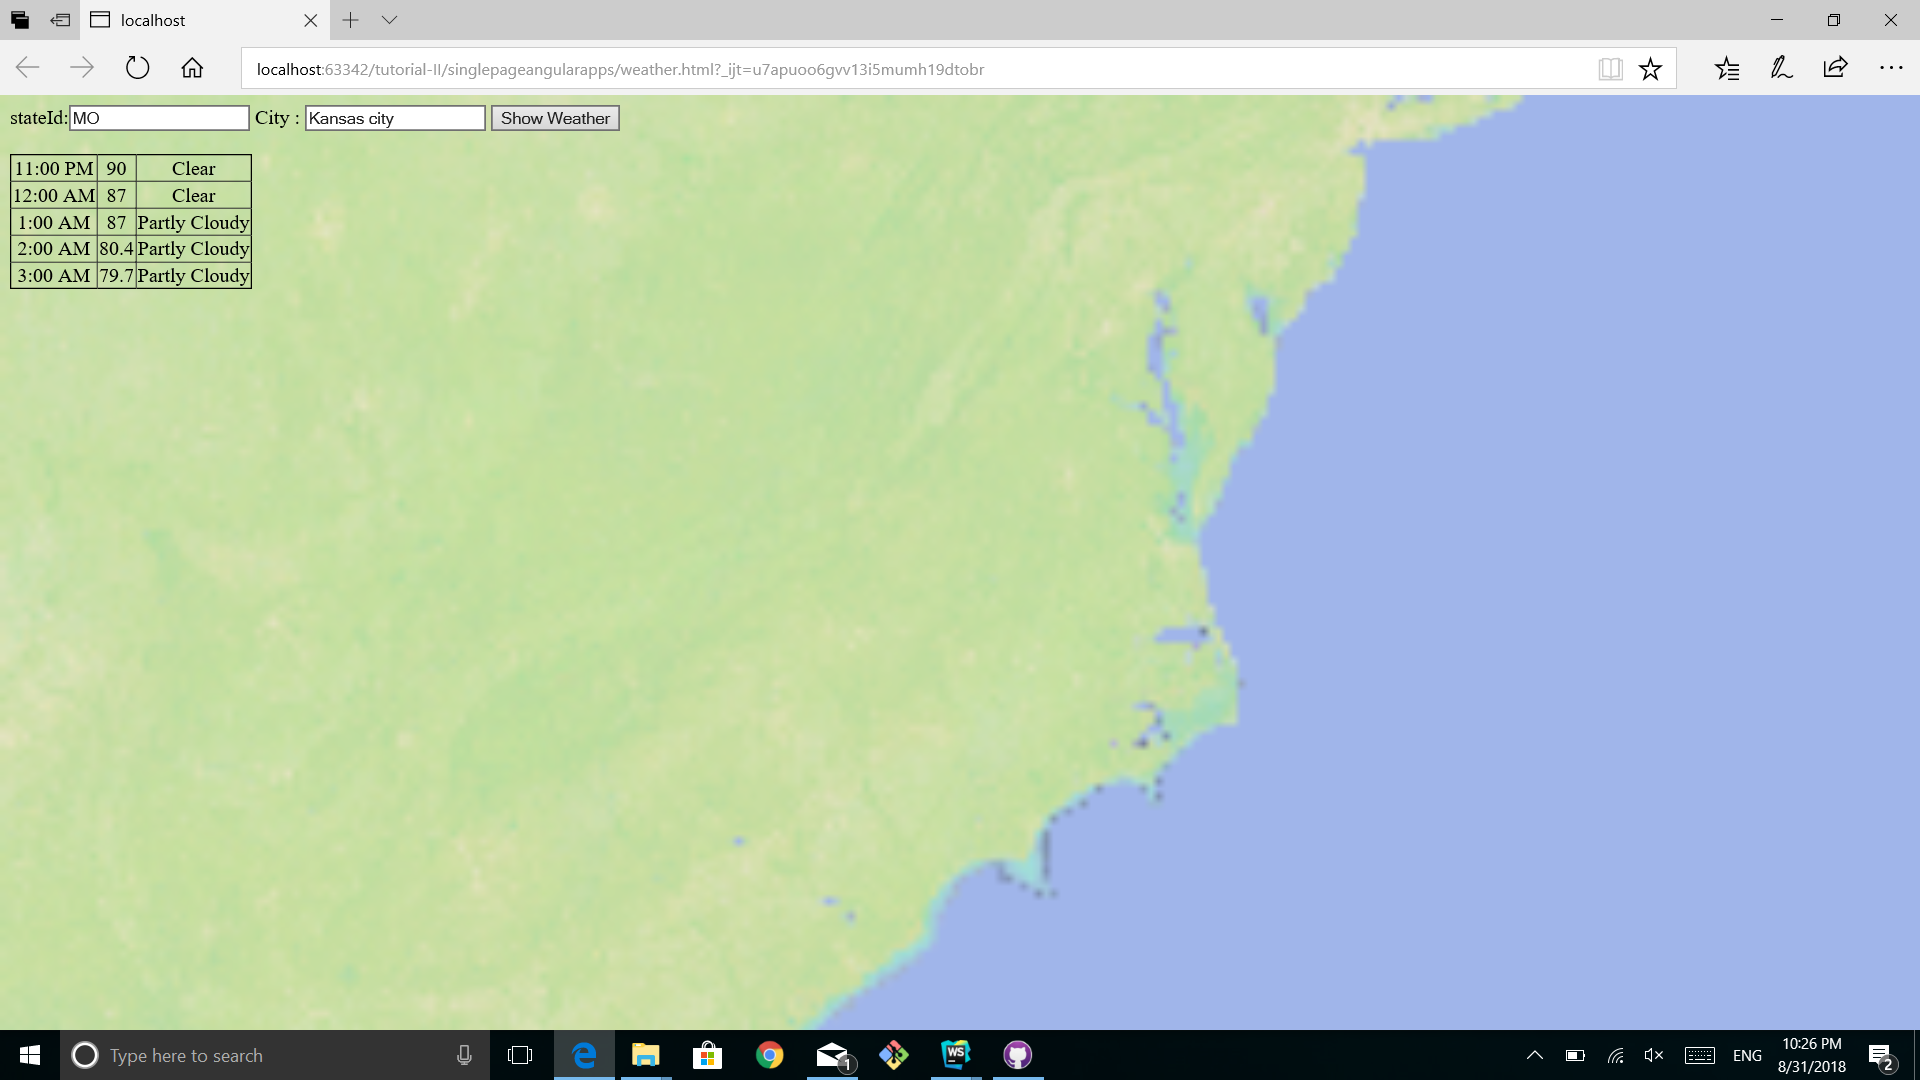 localhost
localhost:63342/tutorial-II/singlepageangularapps/weather.html?_ijt=u7apuoo6gvv13i5mumh19dtobr
stateId: MO City : Kansas city Show Weather
11:00 PM 90 Clear
12:00 AM 87 Clear
1:00 AM 87 Partly Cloudy
2:00 AM 80.4 Partly Cloudy
3:00 AM 79.7 Partly Cloudy
Type here to search
1
WS
ENG
10:26 PM
8/31/2018
2